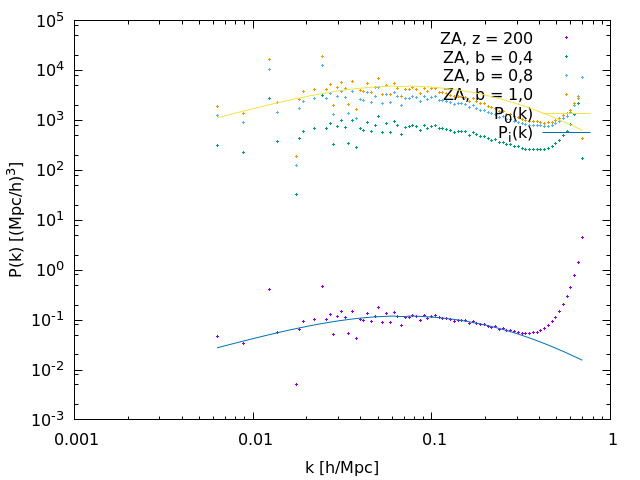 10^5
10^4
10^3
10^2
10^1
10^0
10^-1
10^-2
10^-3
P(k) [(Mpc/h)^3]
ZA, z = 200
ZA, b = 0,4
ZA, b = 0,8
ZA, b = 1,0
P_0(k)
P_i(k)
0.001
0.01
0.1
1
k [h/Mpc]